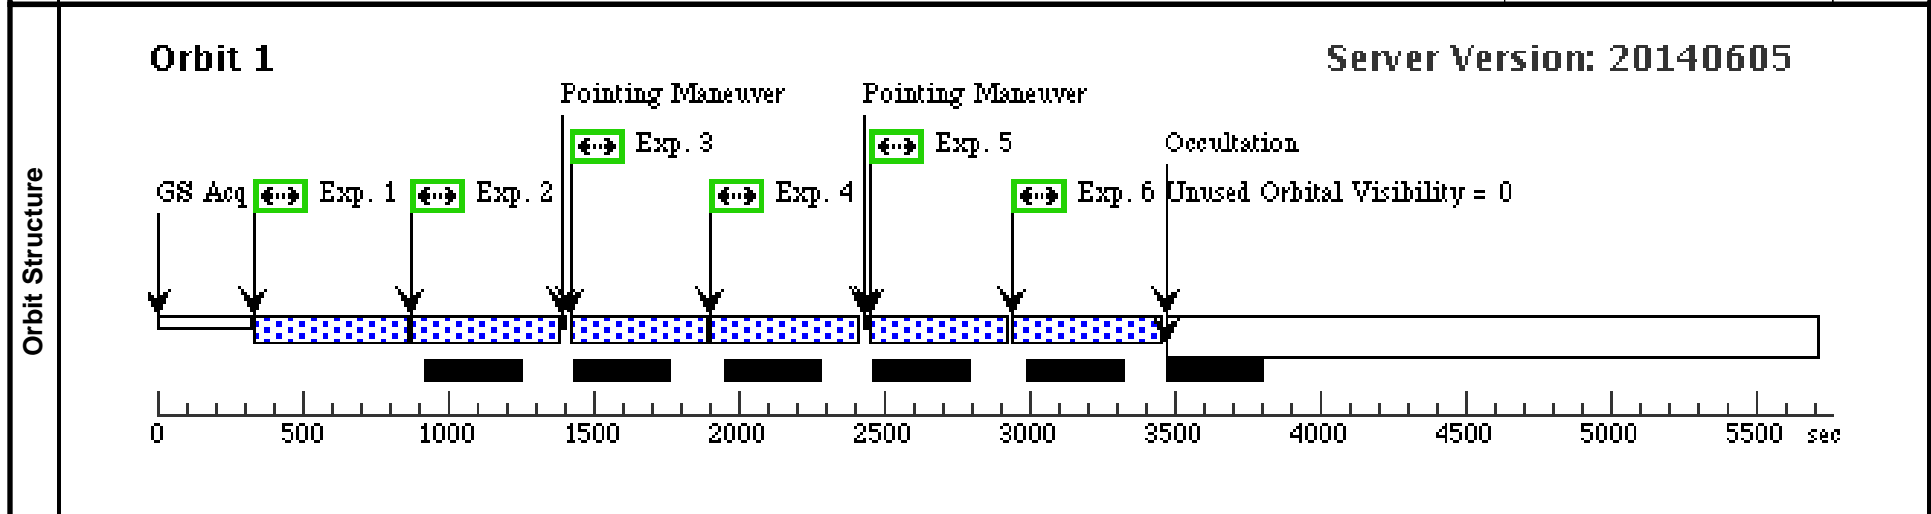 Orbit Structure
Orbit 1
Server Version: 20140605
Pointing Maneuver
Pointing Maneuver
Exp. 3
Exp. 5
Occultation
GS Acq
Exp. 1
Exp. 2
Exp. 4
Exp. 6
Unused Orbital Visibility = 0
0 500 1000 1500 2000 2500 3000 3500 4000 4500 5000 5500 sec